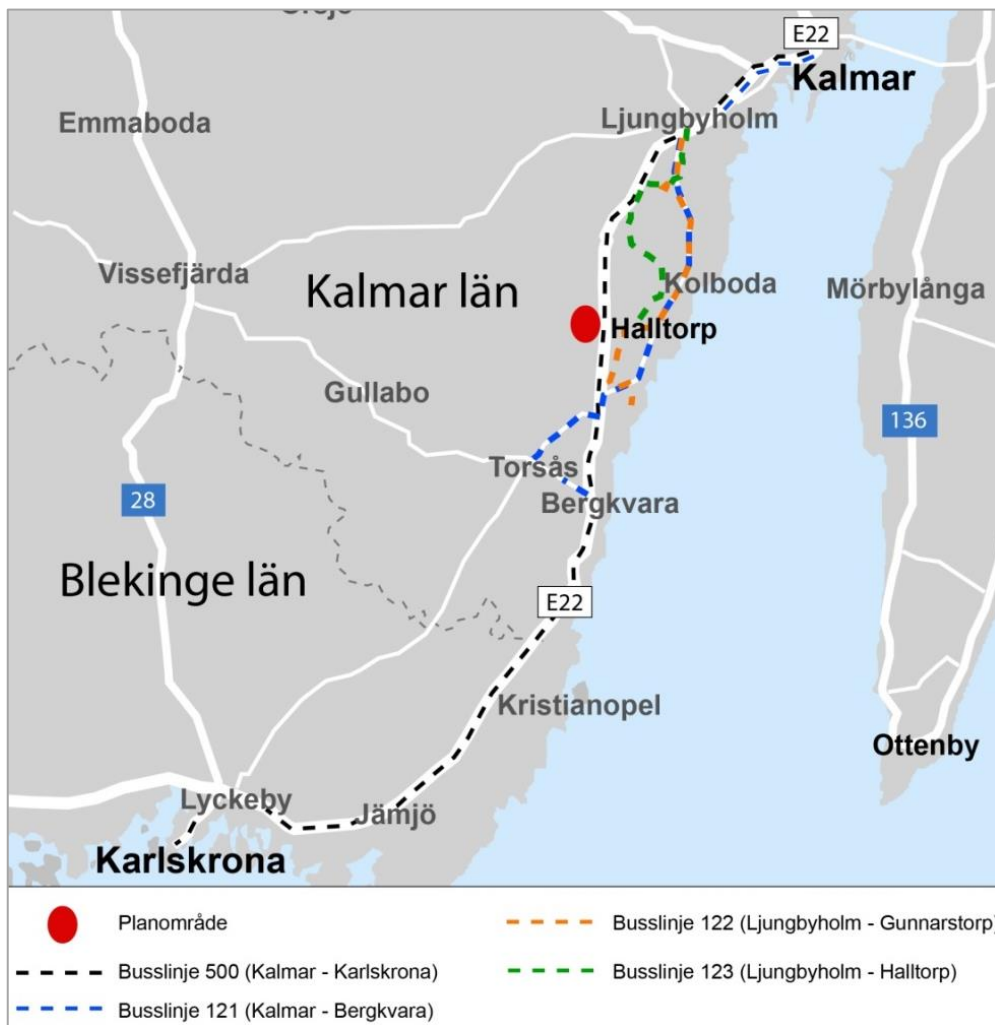 E22
Kalmar
Emmaboda
Ljungbyholm
Vissefjärda
Kalmar län
Kolboda
Mörbylånga
Halltorp
Gullabo
136
Torsås
28
Bergkvara
Blekinge län
E22
Kristianopel
Ottenby
Lyckeby
Jämjö
Karlskrona
Planområde
Busslinje 122 (Ljungbyholm - Gunnarstorp)
Busslinje 500 (Kalmar - Karlskrona)
Busslinje 123 (Ljungbyholm - Halltorp)
Busslinje 121 (Kalmar - Bergkvara)